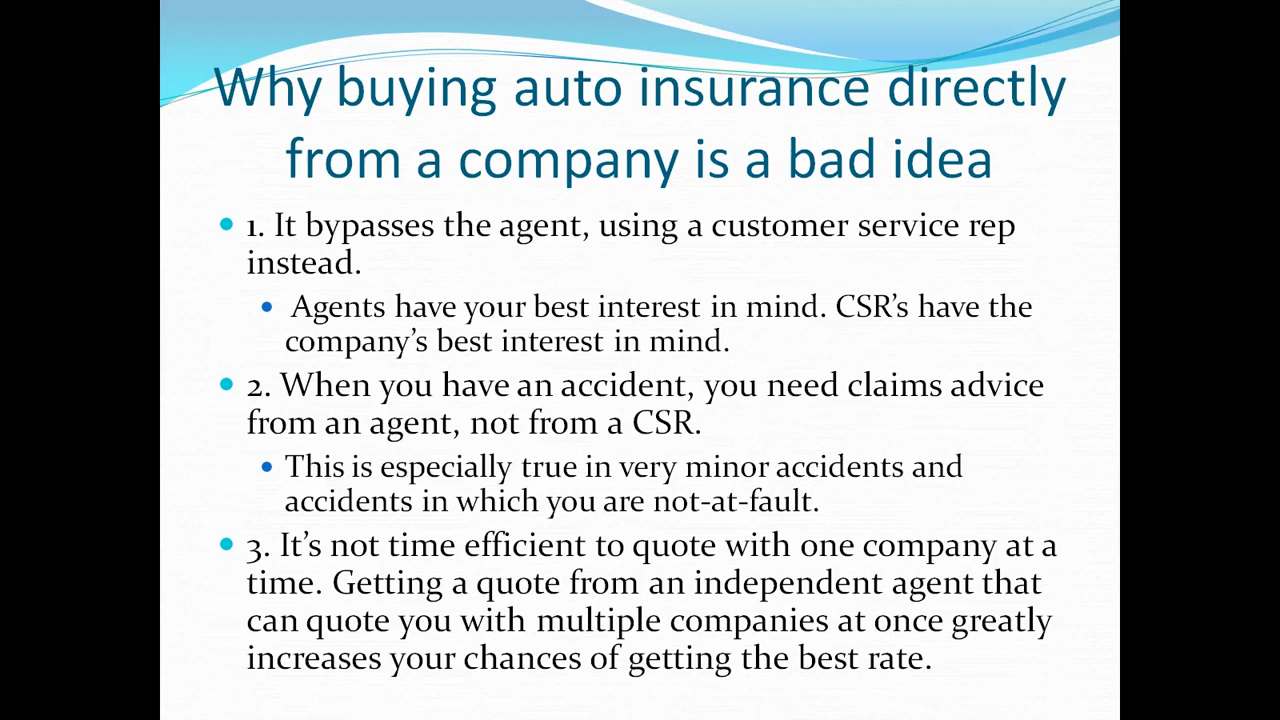 Why buying auto insurance directly
from a company is a bad idea
1. It bypasses the agent, using a customer service rep
instead.
Agents have your best interest in mind. CSR's have the
company's best interest in mind.
2. When you have an accident, you need claims advice
from an agent, not from a CSR.
This is especially true in very minor accidents and
accidents in which you are not-at-fault.
3. It's not time efficient to quote with one company at a
time. Getting a quote from an independent agent that
can quote you with multiple companies at once greatly
increases your chances of getting the best rate.